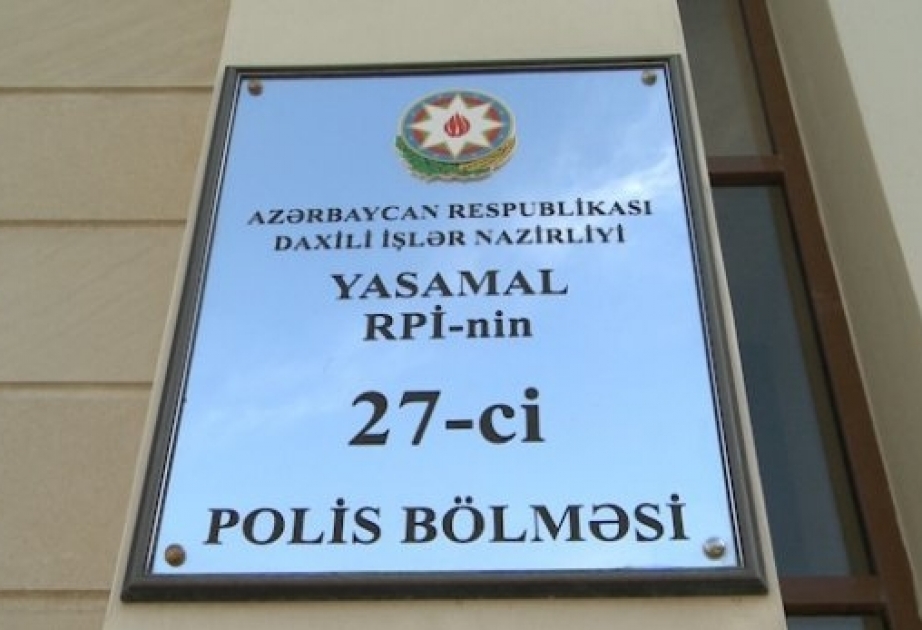 AZƏRBAYCAN RESPUBLİKASI
DAXİLİ İŞLƏR NAZİRLİYİ
YASAMAL
RPİ-nin
27-ci
POLİS BÖLMƏSİ